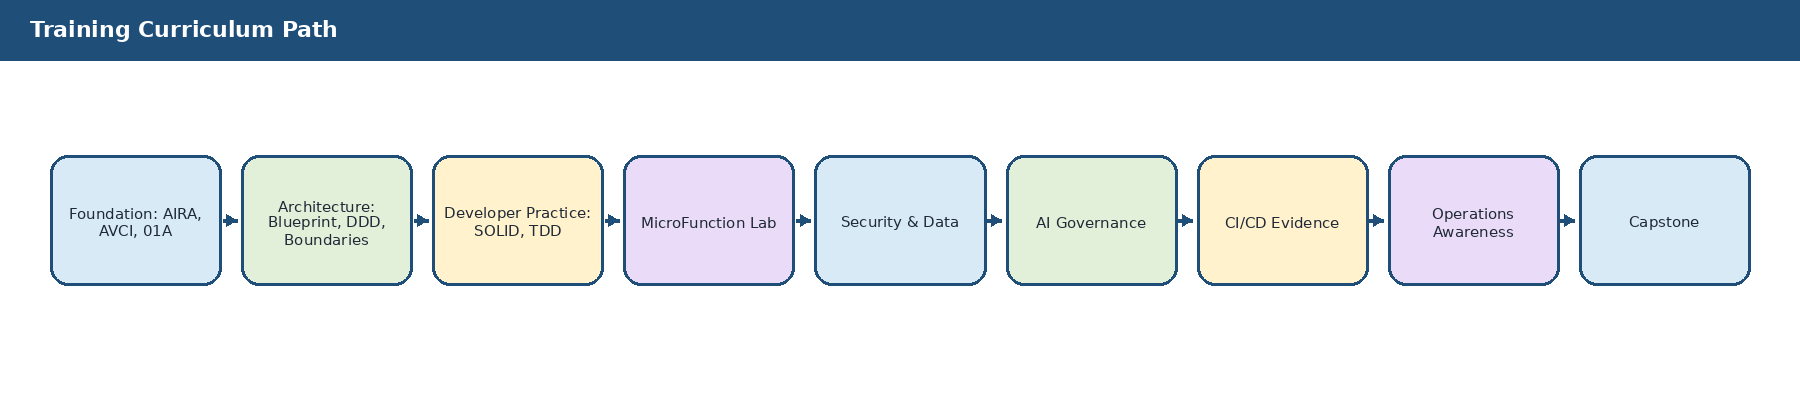 Training Curriculum Path
Foundation: AIRA,
AVCI, 01A
Architecture:
Blueprint, DDD,
Boundaries
Developer Practice:
SOLID, TDD
MicroFunction Lab
Security & Data
AI Governance
CI/CD Evidence
Operations
Awareness
Capstone